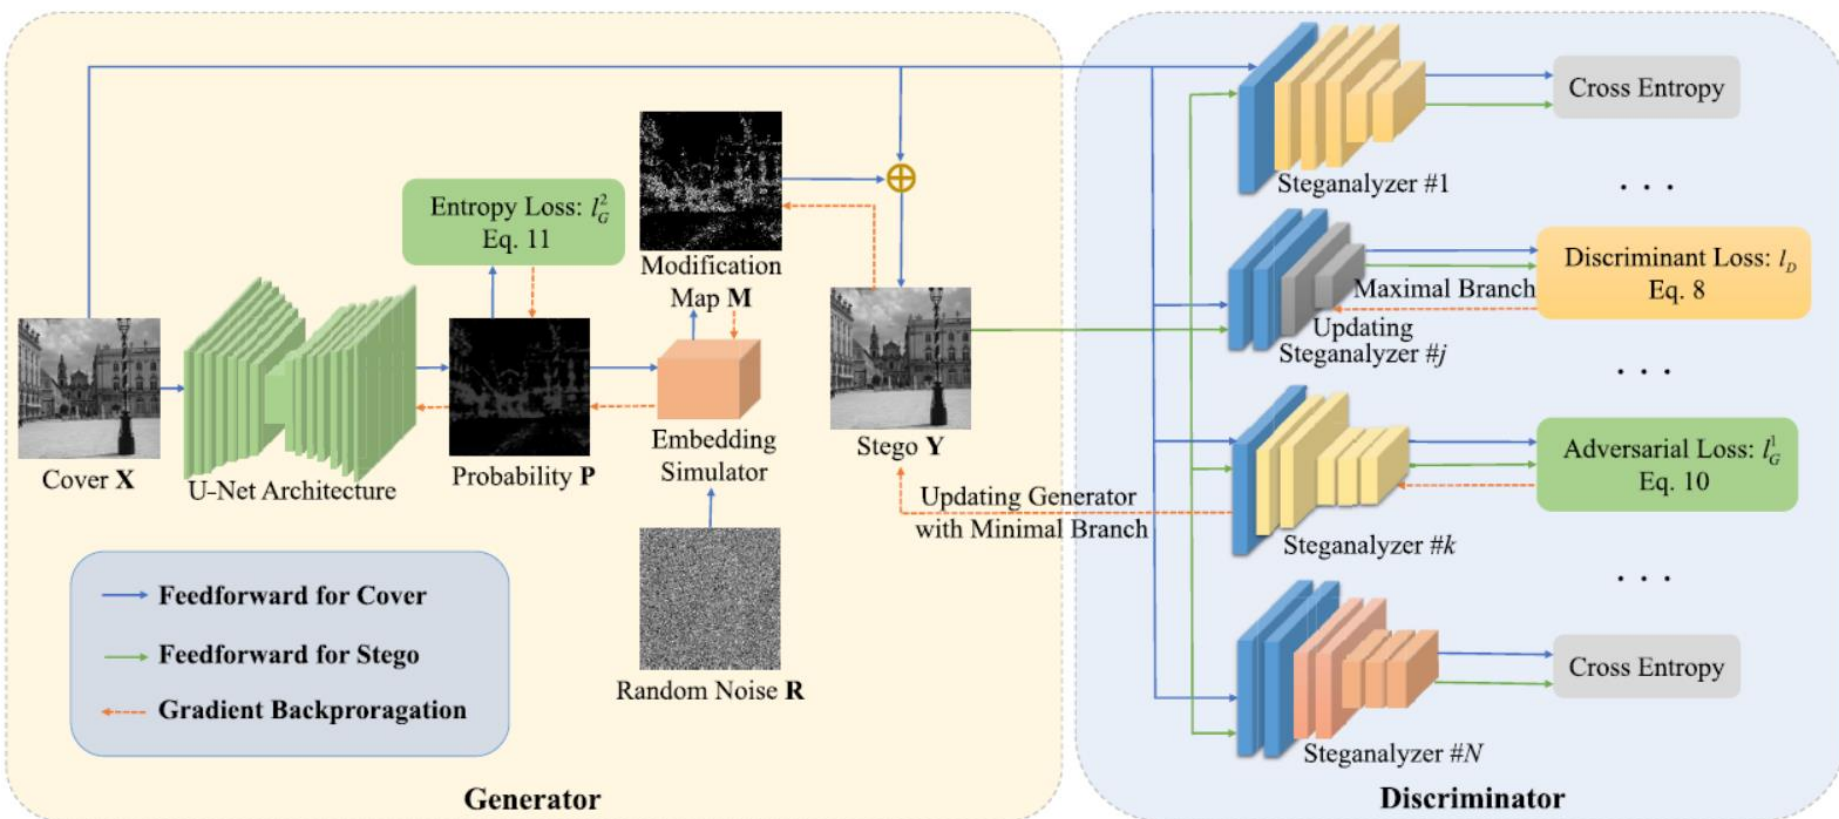 Cover X
U-Net Architecture
Entropy Loss: l_G^2
Eq. 11
Probability P
Modification
Map M
Embedding
Simulator
Random Noise R
Stego Y
Updating Generator
with Minimal Branch
Feedforward for Cover
Feedforward for Stego
Gradient Backproragation
Generator
Steganalyzer #1
Cross Entropy
. . .
Maximal Branch
Updating
Steganalyzer #j
Discriminant Loss: l_D
Eq. 8
. . .
Steganalyzer #k
Adversarial Loss: l_G^1
Eq. 10
. . .
Steganalyzer #N
Cross Entropy
Discriminator